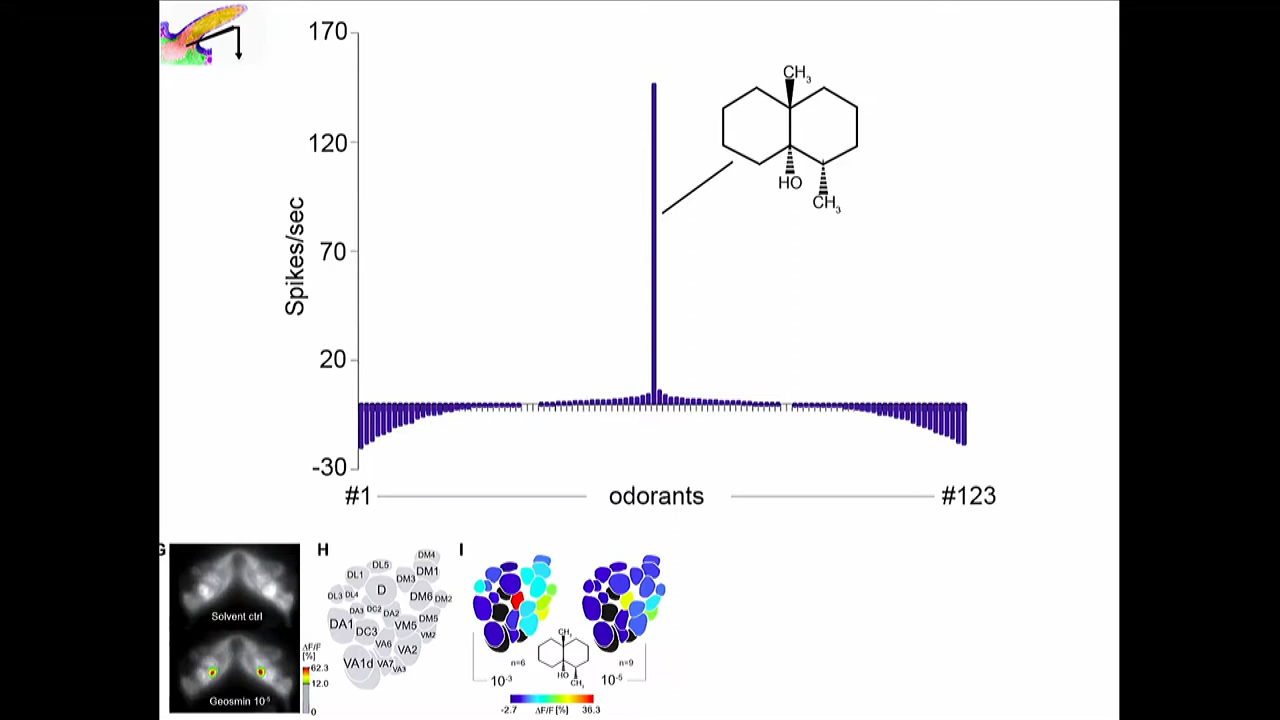 170
120
70
20
-30
Spikes/sec
CH3
HO
CH3
#1
odorants
#123
G
Solvent ctrl
Geosmin 10-5
ΔF/F
[%]
62.3
12.0
0
H
DM4
DL5
DM1
DL1
DM3
D
DL3
DL4
DM6
DM2
DA3
DC2
DA2
DM5
DA1
DC3
VM5
VM2
VA6
VA2
VA1d
VA7
VA3
I
CH3
HO
CH3
n=6
n=9
10-3
10-5
-2.7
ΔF/F [%]
36.3